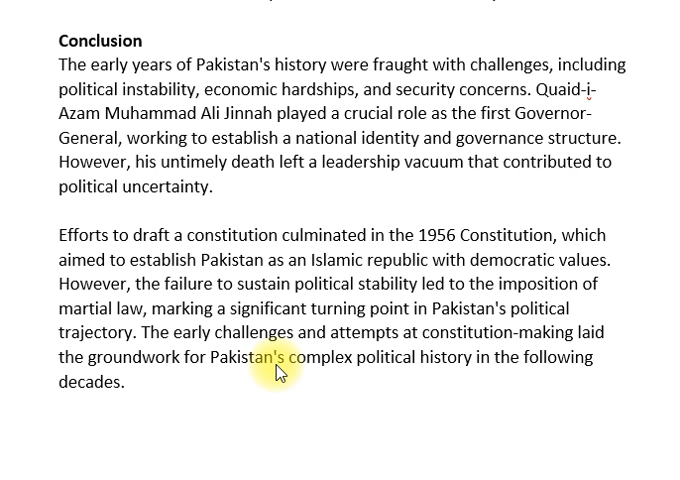 Conclusion
The early years of Pakistan's history were fraught with challenges, including
political instability, economic hardships, and security concerns. Quaid-i-
Azam Muhammad Ali Jinnah played a crucial role as the first Governor-
General, working to establish a national identity and governance structure.
However, his untimely death left a leadership vacuum that contributed to
political uncertainty.
Efforts to draft a constitution culminated in the 1956 Constitution, which
aimed to establish Pakistan as an Islamic republic with democratic values.
However, the failure to sustain political stability led to the imposition of
martial law, marking a significant turning point in Pakistan's political
trajectory. The early challenges and attempts at constitution-making laid
the groundwork for Pakistan's complex political history in the following
decades.